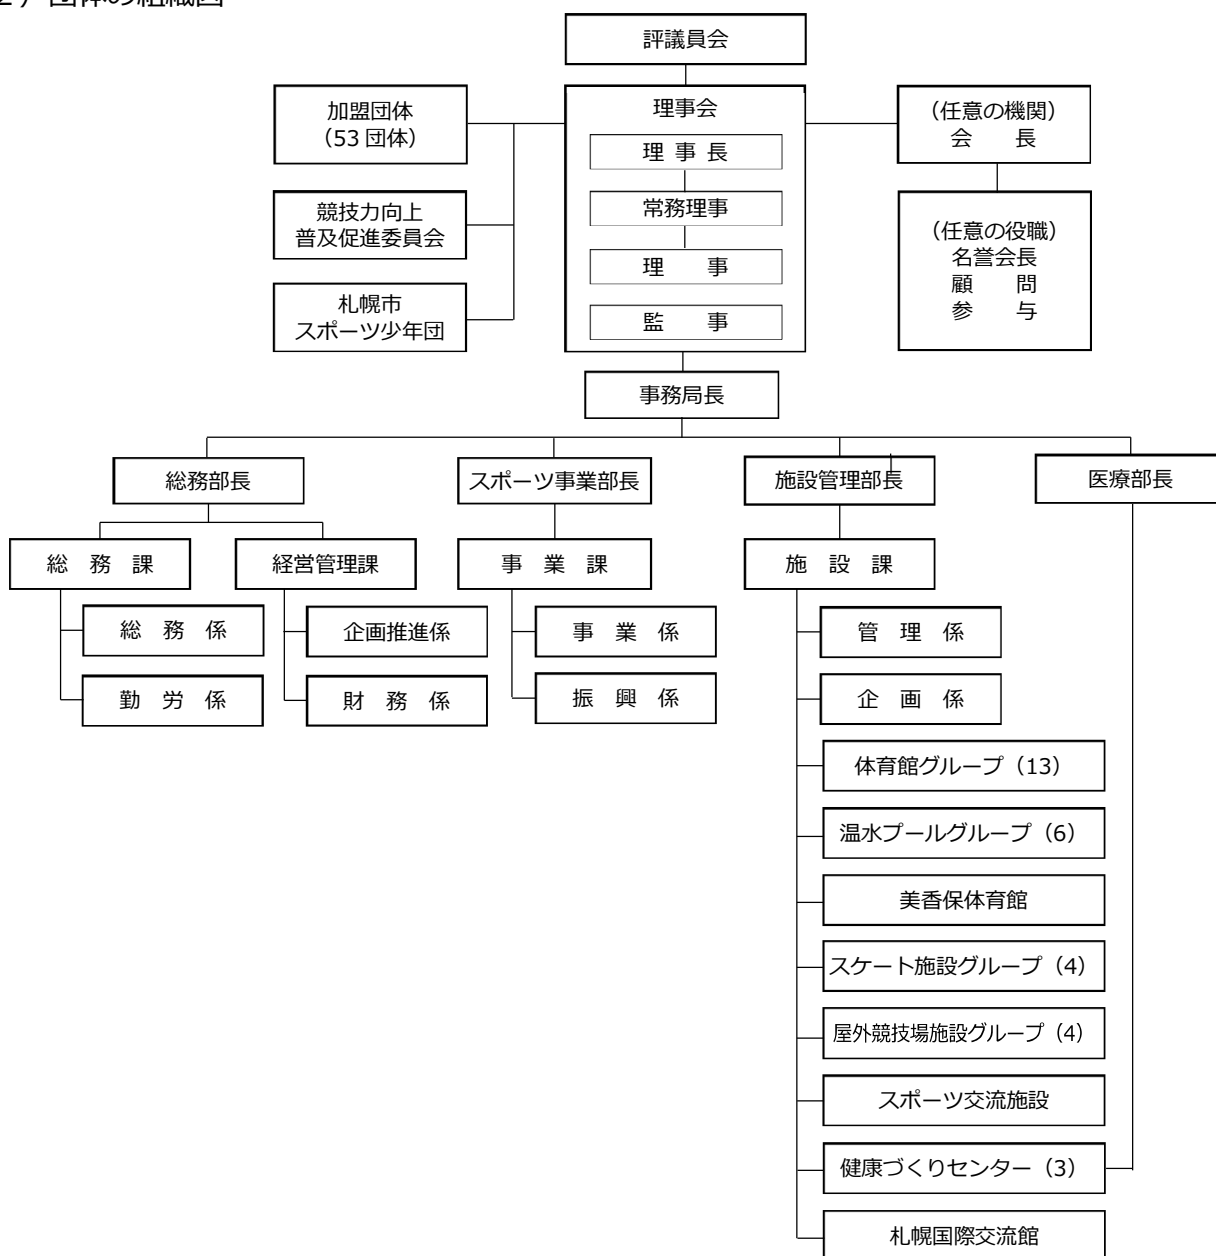 評議員会
加盟団体
（53 団体）
競技力向上
普及促進委員会
札幌市
スポーツ少年団
理事会
理 事 長
常務理事
理　　事
監　　事
（任意の機関）
会　　長
（任意の役職）
名誉会長
顧　　問
参　　与
事務局長
総務部長
スポーツ事業部長
施設管理部長
医療部長
総　務　課
経営管理課
事　業　課
施　設　課
総　務　係
勤　労　係
企画推進係
財　務　係
事　業　係
振　興　係
管　理　係
企　画　係
体育館グループ（13）
温水プールグループ（6）
美香保体育館
スケート施設グループ（4）
屋外競技場施設グループ（4）
スポーツ交流施設
健康づくりセンター（3）
札幌国際交流館